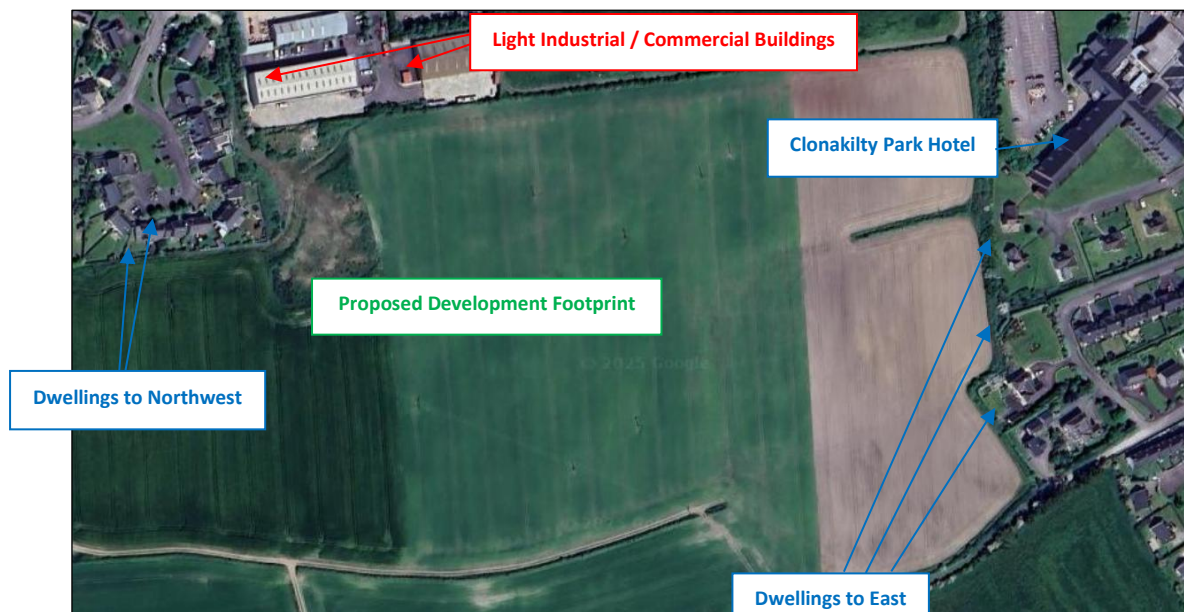 Light Industrial / Commercial Buildings
Clonakilty Park Hotel
Proposed Development Footprint
© 2025 Google
Dwellings to Northwest
Dwellings to East